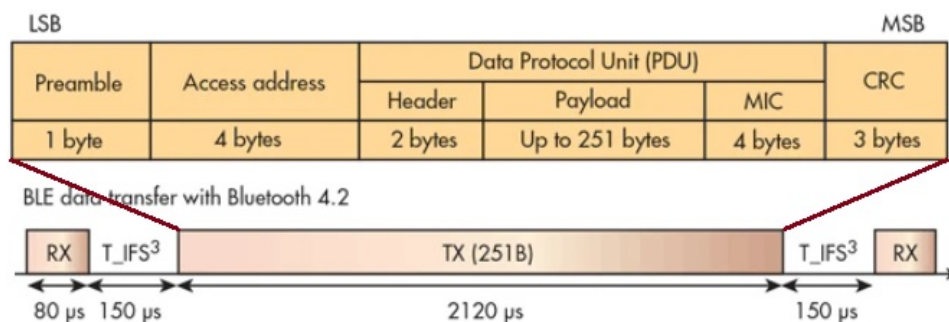 LSB MSB
Preamble Access address Data Protocol Unit (PDU) CRC
Header Payload MIC
1 byte 4 bytes 2 bytes Up to 251 bytes 4 bytes 3 bytes
BLE data transfer with Bluetooth 4.2
RX T_IFS³ TX (251B) T_IFS³ RX
80 µs 150 µs 2120 µs 150 µs